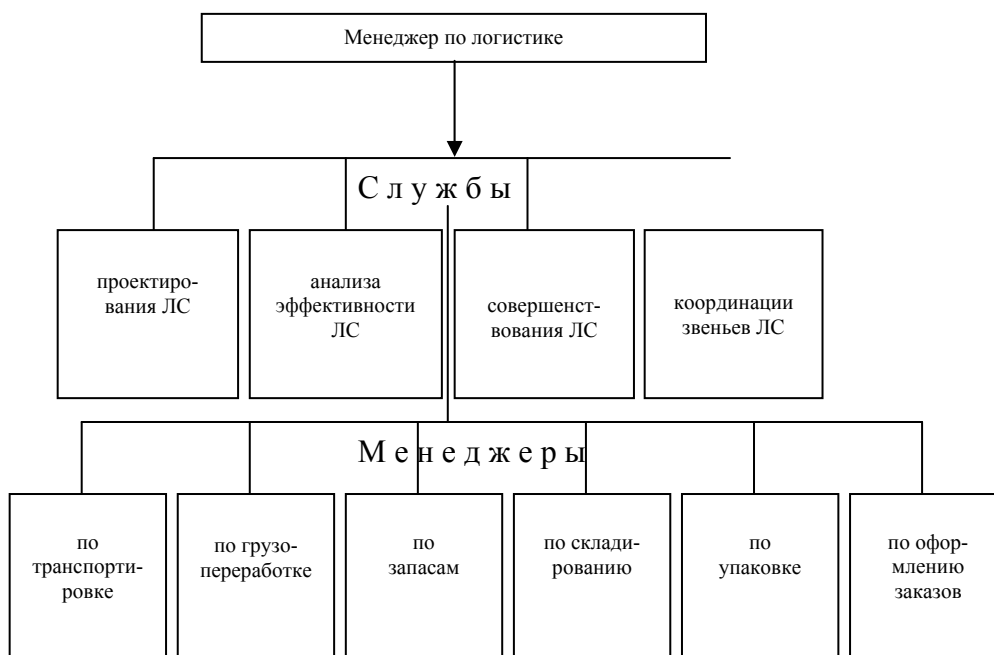 Менеджер по логистике
С л у ж б ы
проектиро-
вания ЛС
анализа
эффективности
ЛС
совершенст-
вования ЛС
координации
звеньев ЛС
М е н е д ж е р ы
по
транспорти-
ровке
по грузо-
переработке
по
запасам
по склади-
рованию
по
упаковке
по офор-
млению
заказов